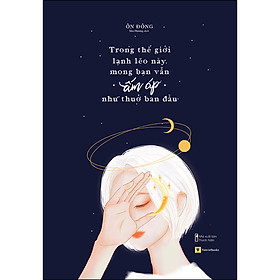 ÔN ĐÔNG
Trong thế giới
lạnh lẽo này,
mong bạn vẫn
ấm áp
như thuở ban đầu